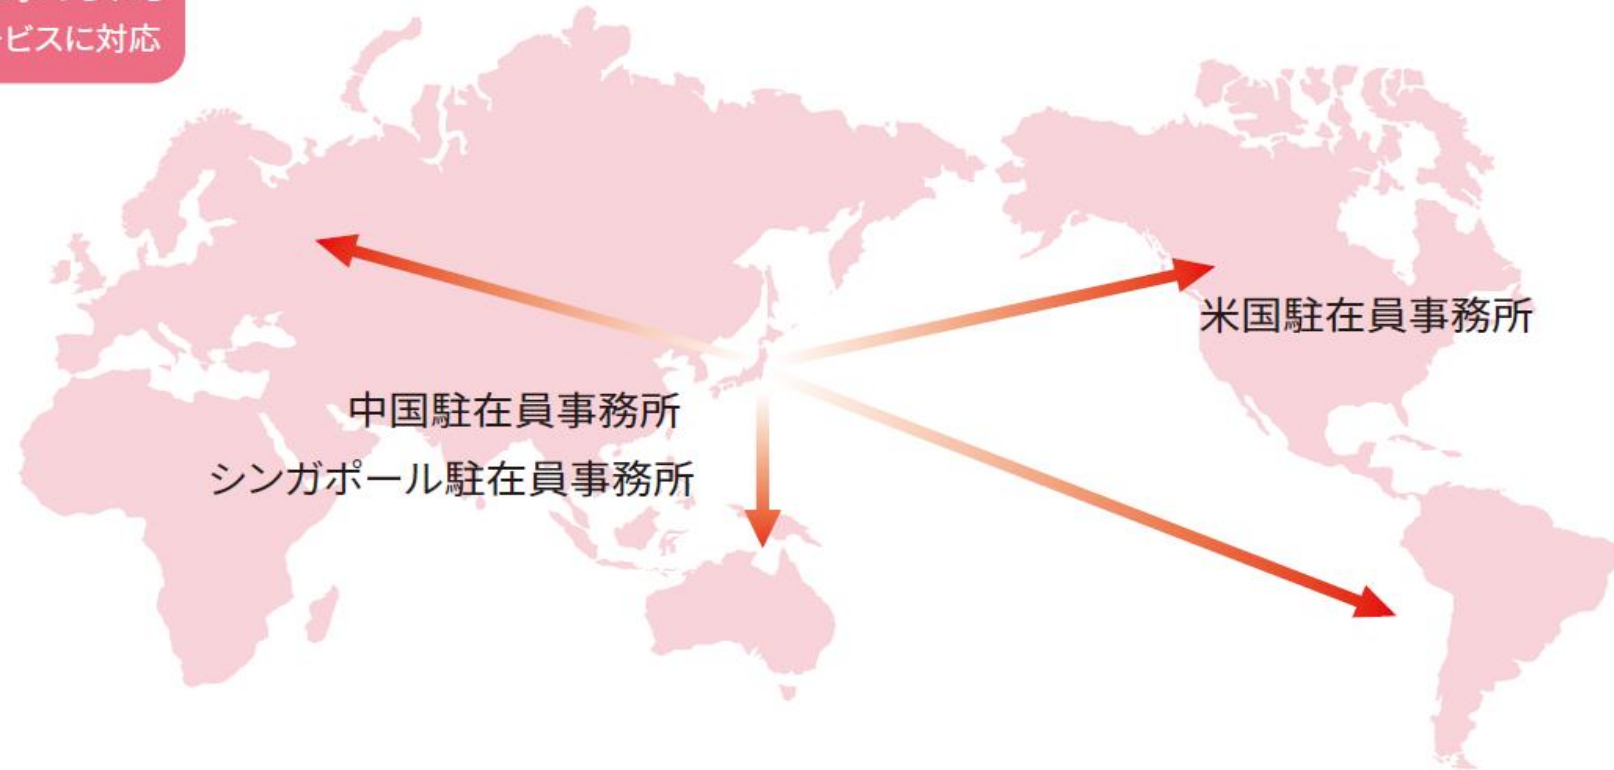 ービスに対応
米国駐在員事務所
中国駐在員事務所
シンガポール駐在員事務所